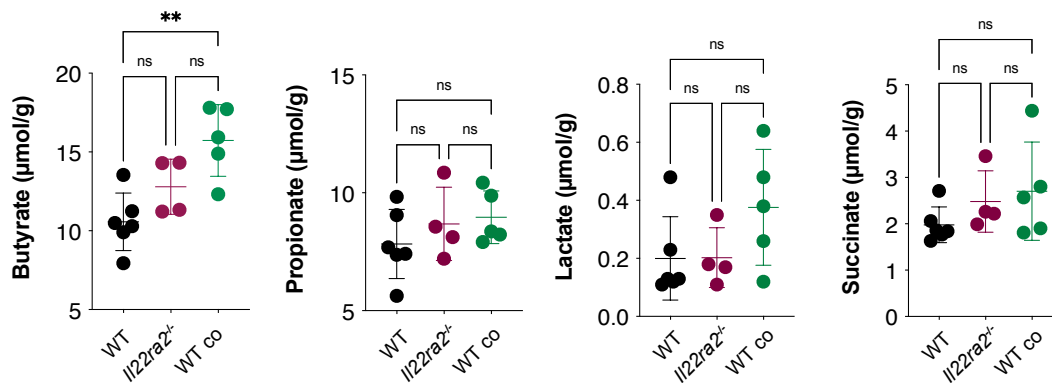 **
ns ns
20
15
10
5
Butyrate (μmol/g)
WT Il22ra2-/- WT co
ns
ns ns
15
10
5
Propionate (μmol/g)
WT Il22ra2-/- WT co
ns
ns ns
0.8
0.6
0.4
0.2
0.0
Lactate (μmol/g)
WT Il22ra2-/- WT co
ns
ns ns
5
4
3
2
1
0
Succinate (μmol/g)
WT Il22ra2-/- WT co